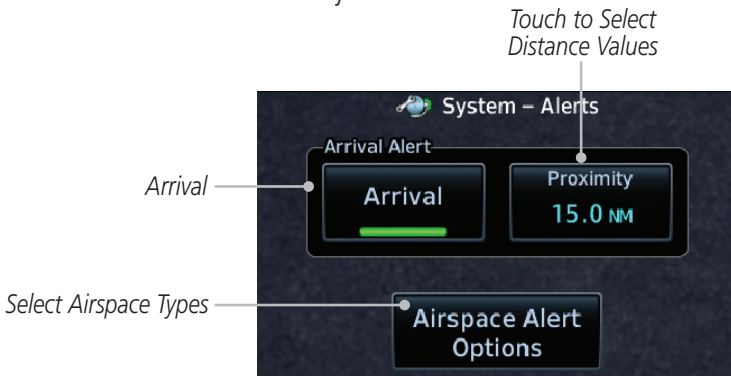 Touch to Select
Distance Values
System – Alerts
Arrival Alert
Arrival
Arrival
Proximity
15.0 NM
Select Airspace Types
Airspace Alert
Options